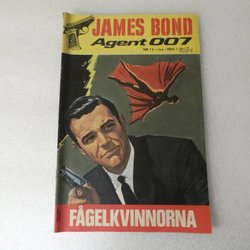 JAMES BOND
Agent 007
FÅGELKVINNORNA